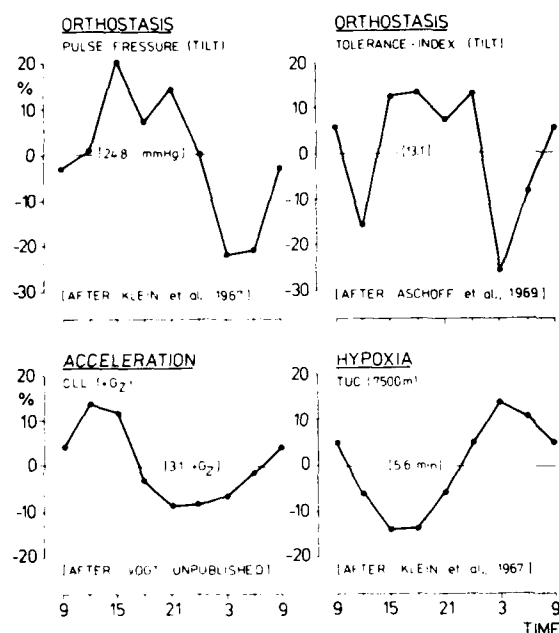 ORTHOSTASIS
PULSE PRESSURE (TILT)
20
%
10
0
-10
-20
-30
[24.8 mmHg]
[AFTER KLEIN et al., 1967]
ORTHOSTASIS
TOLERANCE-INDEX (TILT)
20
10
0
-10
-20
-30
[13.1]
[AFTER ASCHOFF et al., 1969]
ACCELERATION
CLL (+Gz)
20
%
10
0
-10
-20
[3.1 +Gz]
[AFTER VOGT UNPUBLISHED]
9 15 21 3 9
HYPOXIA
TUC (7500m)
20
10
0
-10
-20
[5.6 min]
[AFTER KLEIN et al., 1967]
9 15 21 3 9
TIME